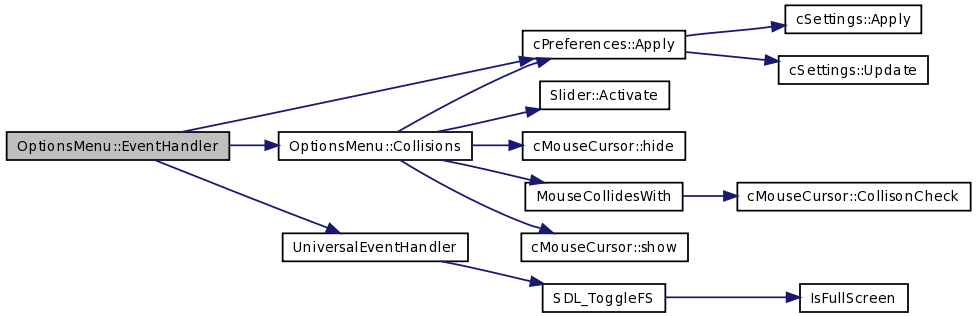 cSettings::Apply
cPreferences::Apply
cSettings::Update
Slider::Activate
OptionsMenu::EventHandler
OptionsMenu::Collisions
cMouseCursor::hide
MouseCollidesWith
cMouseCursor::CollisonCheck
UniversalEventHandler
cMouseCursor::show
SDL_ToggleFS
IsFullScreen